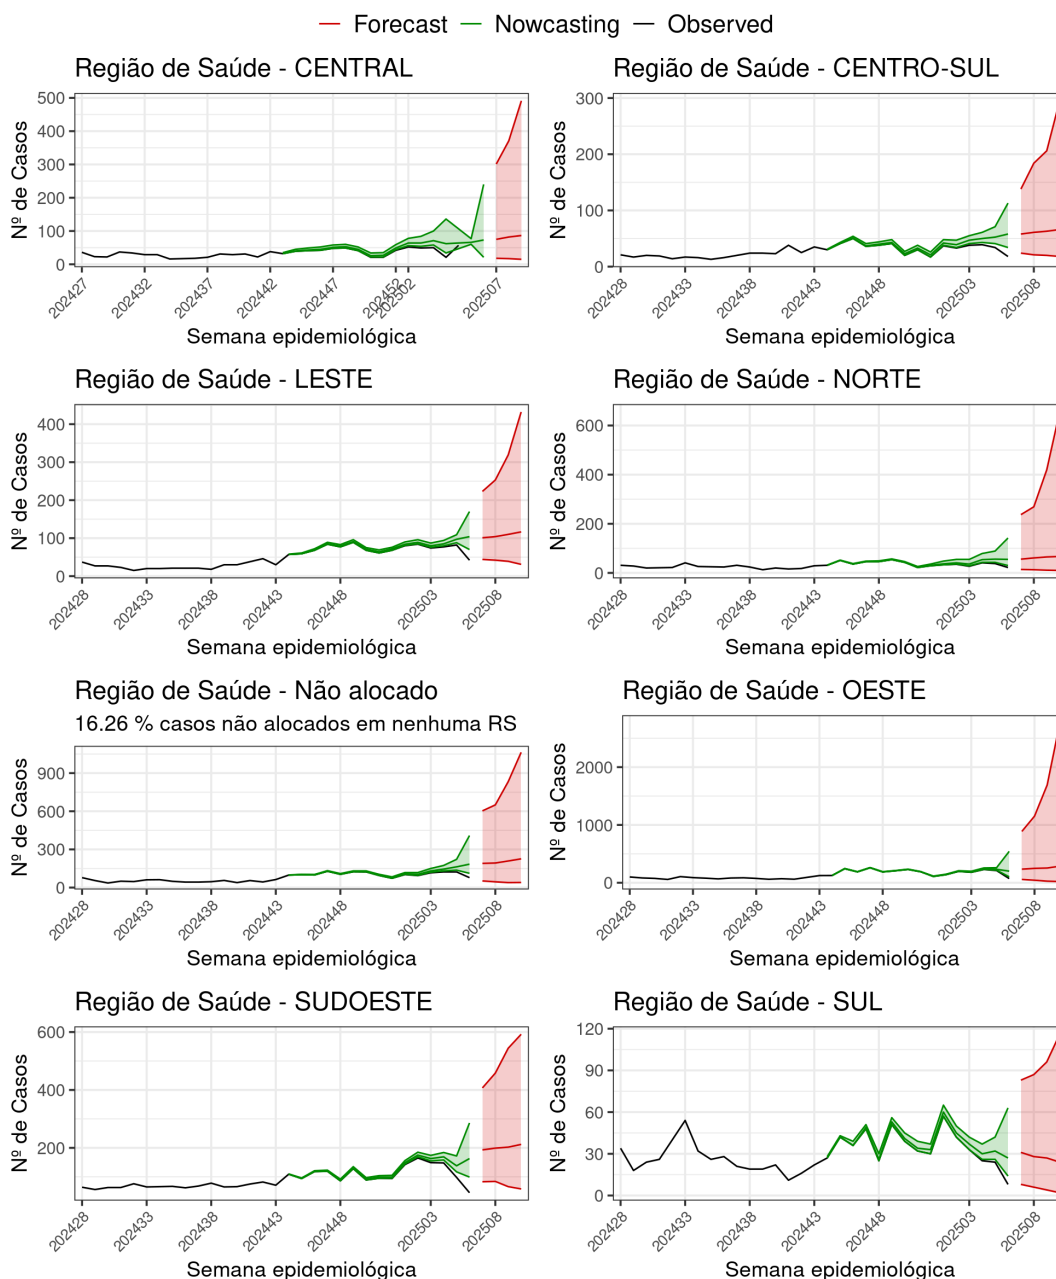 Forecast Nowcasting Observed
Região de Saúde - CENTRAL
Nº de Casos
500
400
300
200
100
0
202427 202432 202437 202442 202447 202452 202502 202507
Semana epidemiológica
Região de Saúde - CENTRO-SUL
Nº de Casos
300
200
100
0
202428 202433 202438 202443 202448 202503 202508
Semana epidemiológica
Região de Saúde - LESTE
Nº de Casos
400
300
200
100
0
202428 202433 202438 202443 202448 202503 202508
Semana epidemiológica
Região de Saúde - NORTE
Nº de Casos
600
400
200
0
202428 202433 202438 202443 202448 202503 202508
Semana epidemiológica
Região de Saúde - Não alocado
16.26 % casos não alocados em nenhuma RS
Nº de Casos
900
600
300
0
202428 202433 202438 202443 202448 202503 202508
Semana epidemiológica
Região de Saúde - OESTE
Nº de Casos
2000
1000
0
202428 202433 202438 202443 202448 202503 202508
Semana epidemiológica
Região de Saúde - SUDOESTE
Nº de Casos
600
400
200
202428 202433 202438 202443 202448 202503 202508
Semana epidemiológica
Região de Saúde - SUL
Nº de Casos
120
90
60
30
0
202428 202433 202438 202443 202448 202503 202508
Semana epidemiológica